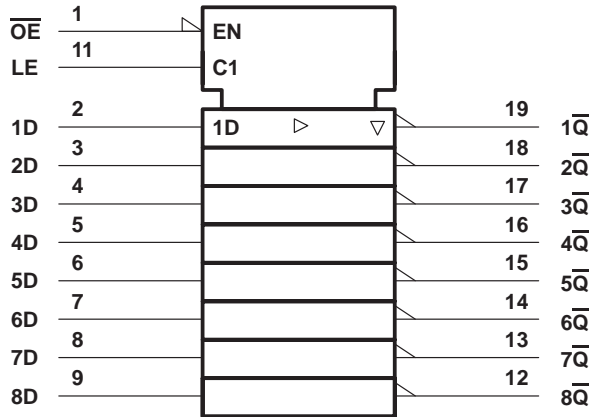 O̅E̅ 1 EN
LE 11 C1
1D 2 1D 19 1Q̅
2D 3 18 2Q̅
3D 4 17 3Q̅
4D 5 16 4Q̅
5D 6 15 5Q̅
6D 7 14 6Q̅
7D 8 13 7Q̅
8D 9 12 8Q̅